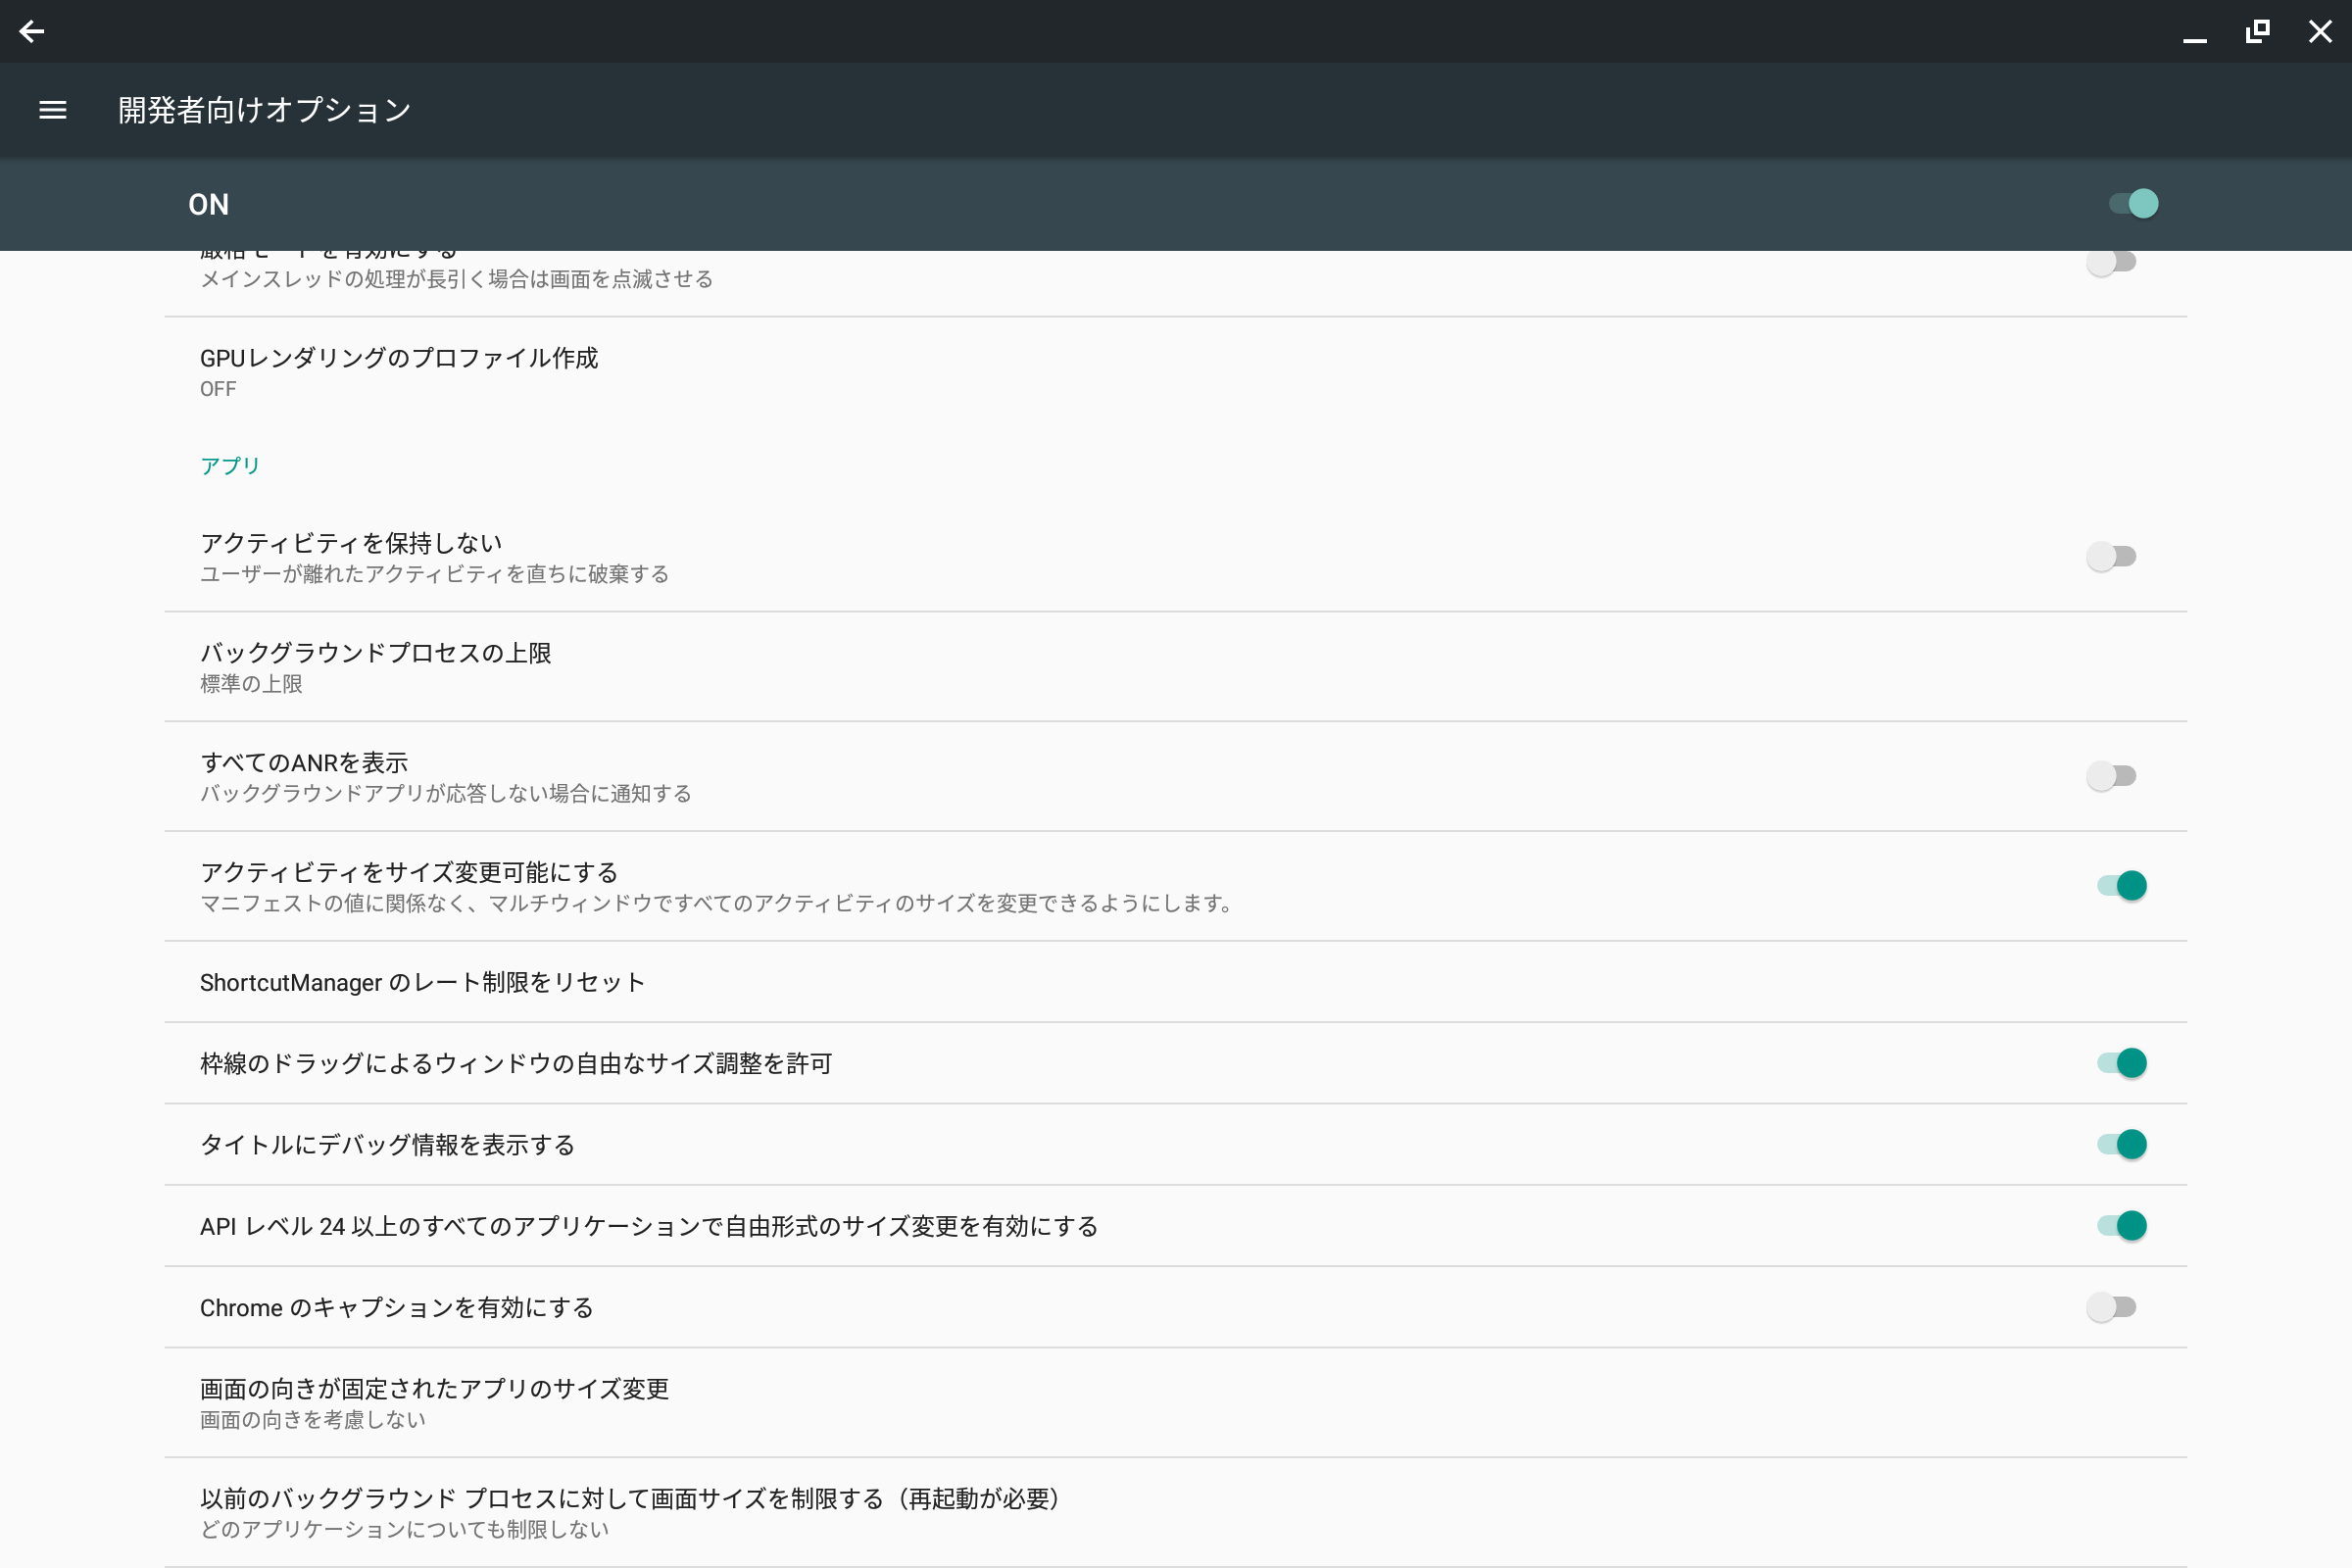 開発者向けオプション
ON
厳格モードを有効にする
メインスレッドの処理が長引く場合は画面を点滅させる
GPUレンダリングのプロファイル作成
OFF
アプリ
アクティビティを保持しない
ユーザーが離れたアクティビティを直ちに破棄する
バックグラウンドプロセスの上限
標準の上限
すべてのANRを表示
バックグラウンドアプリが応答しない場合に通知する
アクティビティをサイズ変更可能にする
マニフェストの値に関係なく、マルチウィンドウですべてのアクティビティのサイズを変更できるようにします。
ShortcutManager のレート制限をリセット
枠線のドラッグによるウィンドウの自由なサイズ調整を許可
タイトルにデバッグ情報を表示する
API レベル 24 以上のすべてのアプリケーションで自由形式のサイズ変更を有効にする
Chrome のキャプションを有効にする
画面の向きが固定されたアプリのサイズ変更
画面の向きを考慮しない
以前のバックグラウンド プロセスに対して画面サイズを制限する（再起動が必要）
どのアプリケーションについても制限しない